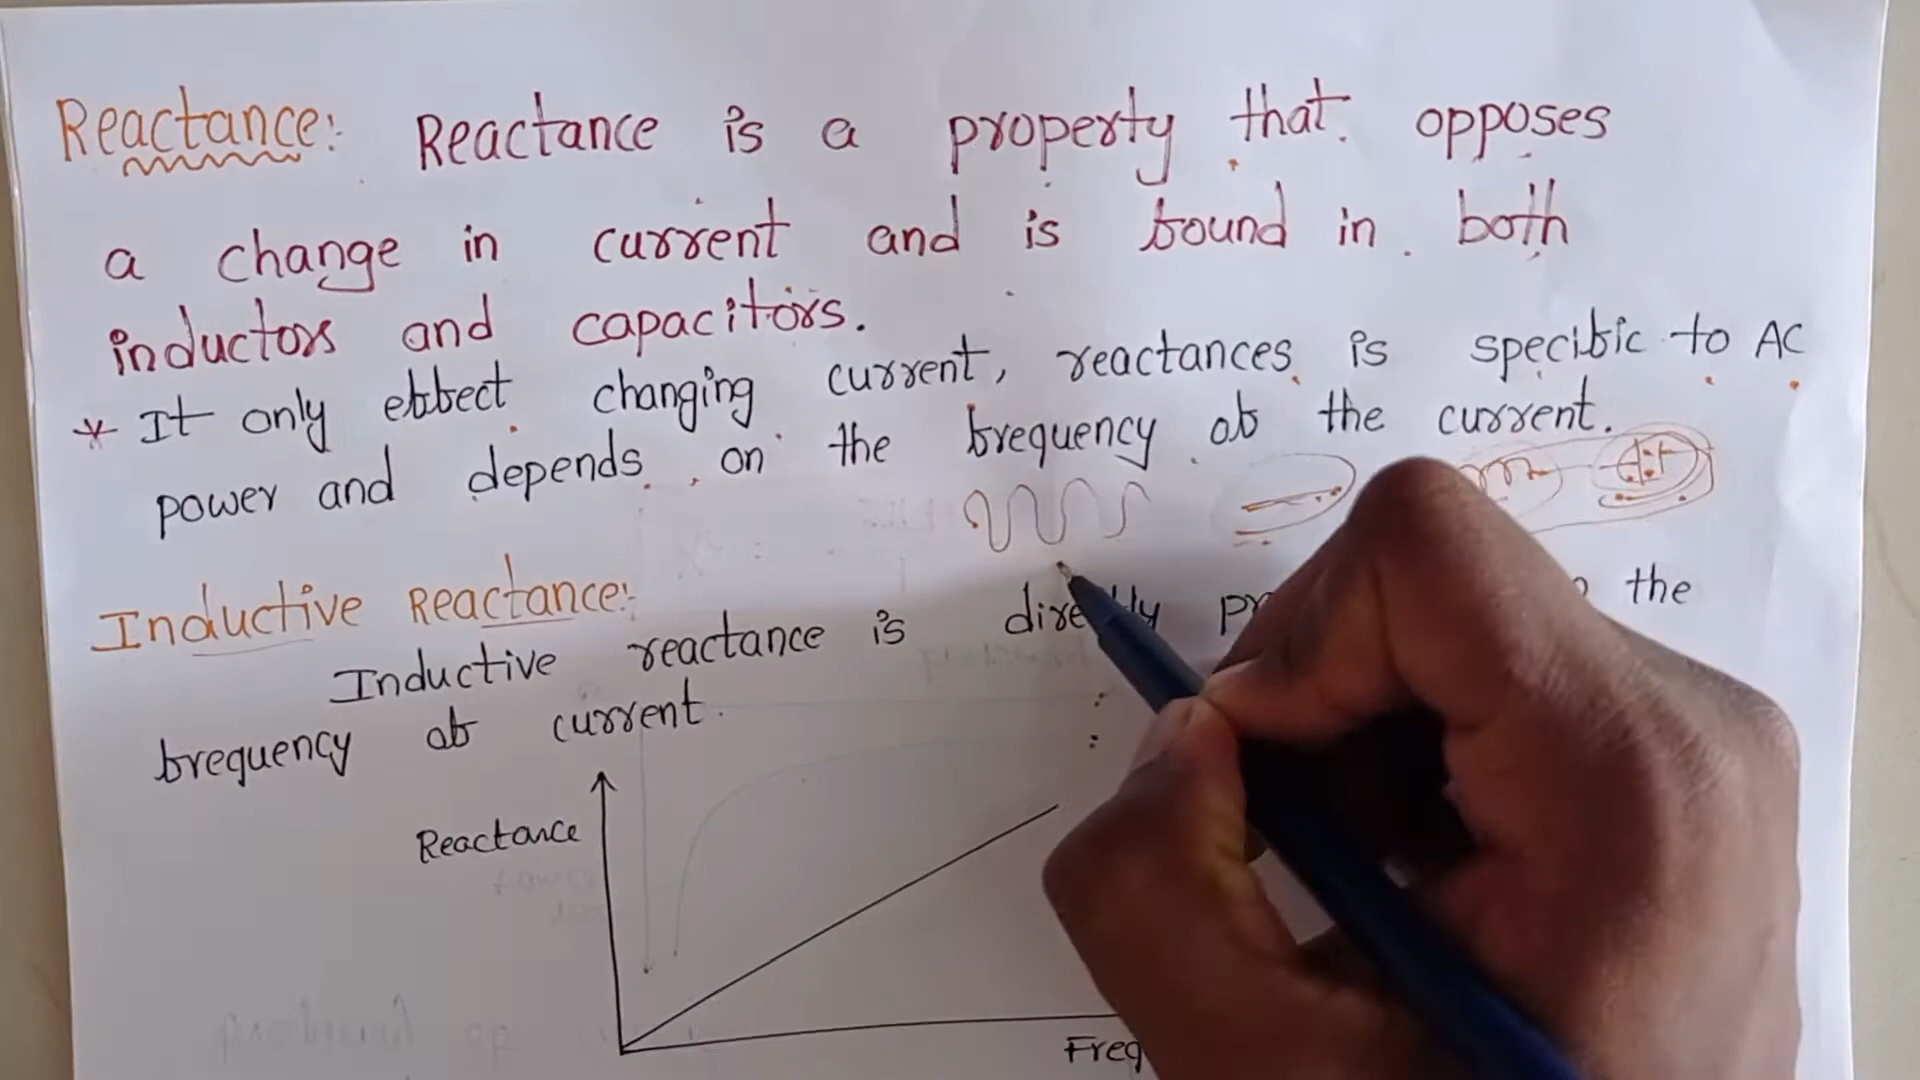 Reactance: Reactance is a property that opposes
a change in current and is found in both
inductors and capacitors.
* It only effect changing current, reactances is specific to AC
power and depends on the frequency of the current.
Inductive Reactance:
Inductive reactance is the
frequency of current.
Reactance